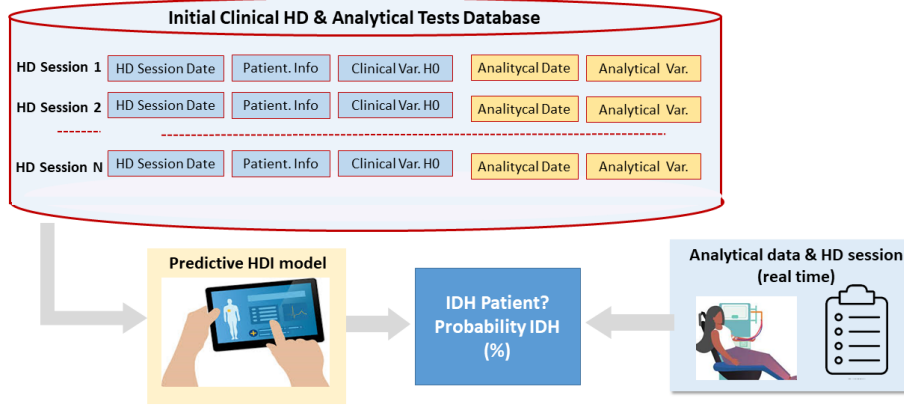 Initial Clinical HD & Analytical Tests Database
HD Session 1 HD Session Date Patient. Info Clinical Var. H0 Analitycal Date Analytical Var.
HD Session 2 HD Session Date Patient. Info Clinical Var. H0 Analitycal Date Analytical Var.
HD Session N HD Session Date Patient. Info Clinical Var. H0 Analitycal Date Analytical Var.
Predictive HDI model
IDH Patient?
Probability IDH
(%)
Analytical data & HD session
(real time)